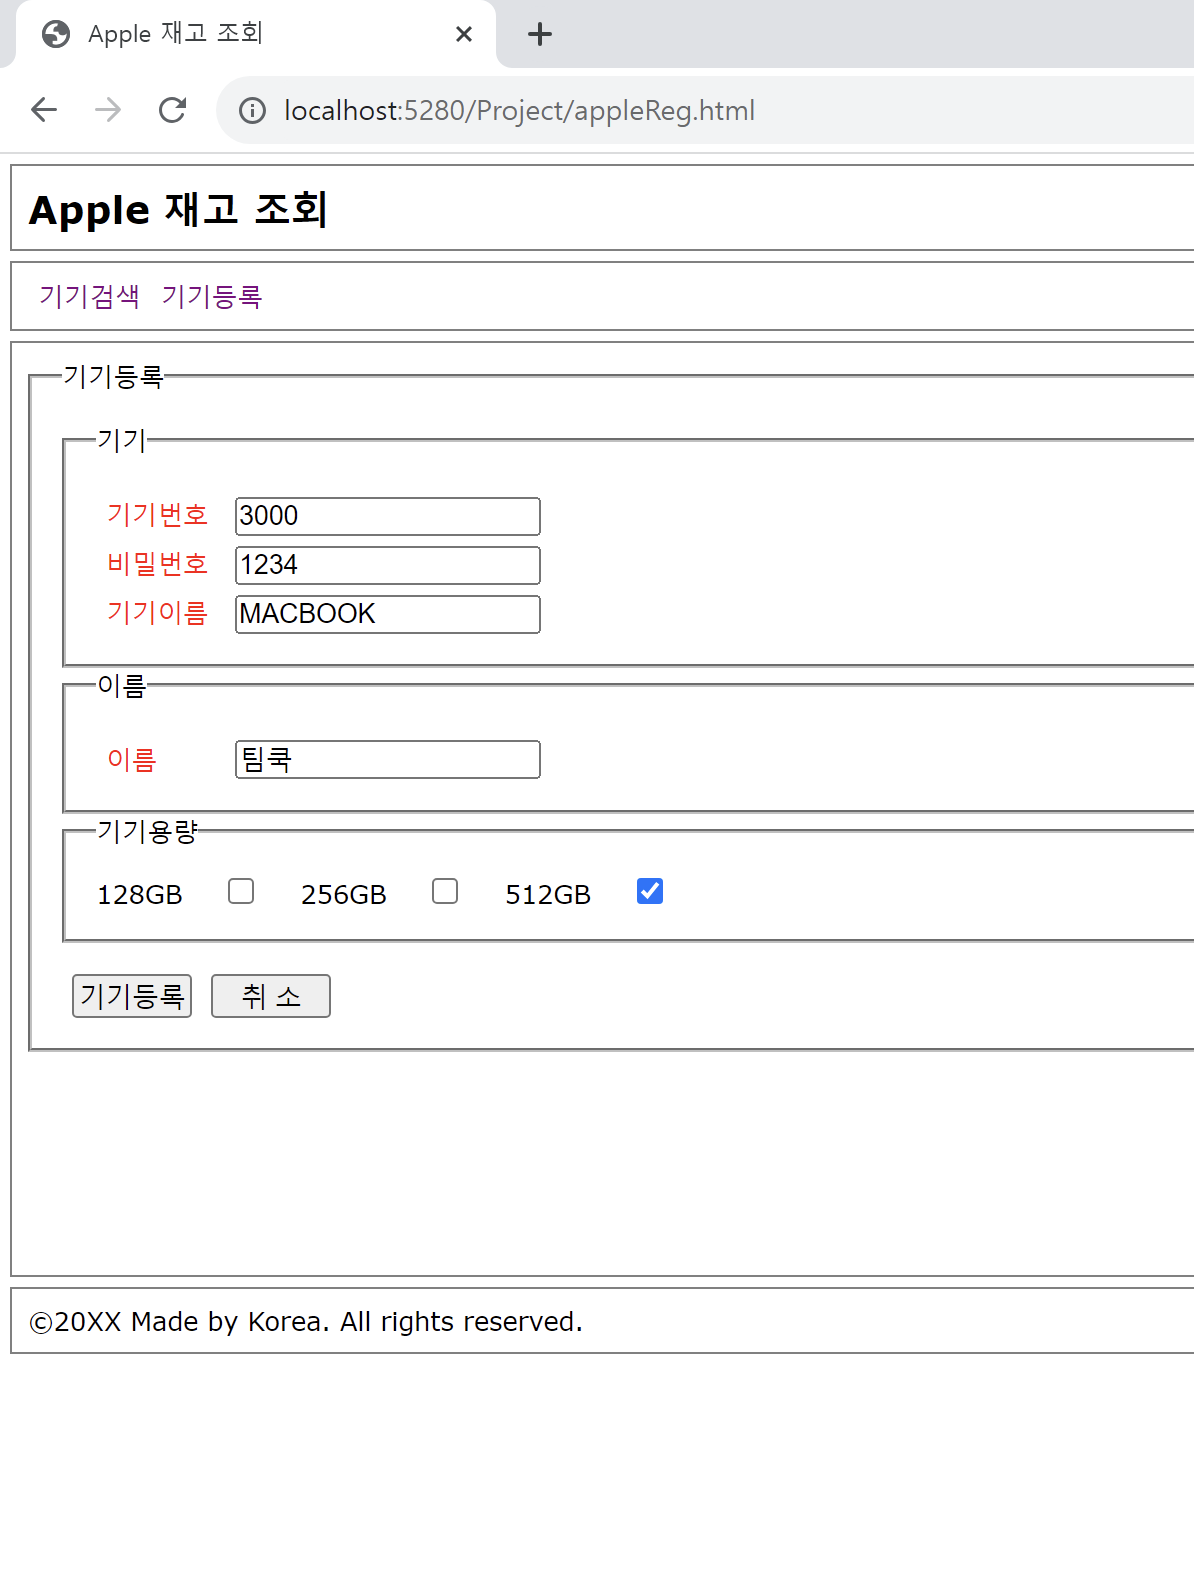 Apple 재고 조회
localhost:5280/Project/appleReg.html
Apple 재고 조회
기기검색 기기등록
기기등록
기기
기기번호 3000
비밀번호 1234
기기이름 MACBOOK
이름
이름 팀쿡
기기용량
128GB 256GB 512GB
기기등록 취 소
©20XX Made by Korea. All rights reserved.